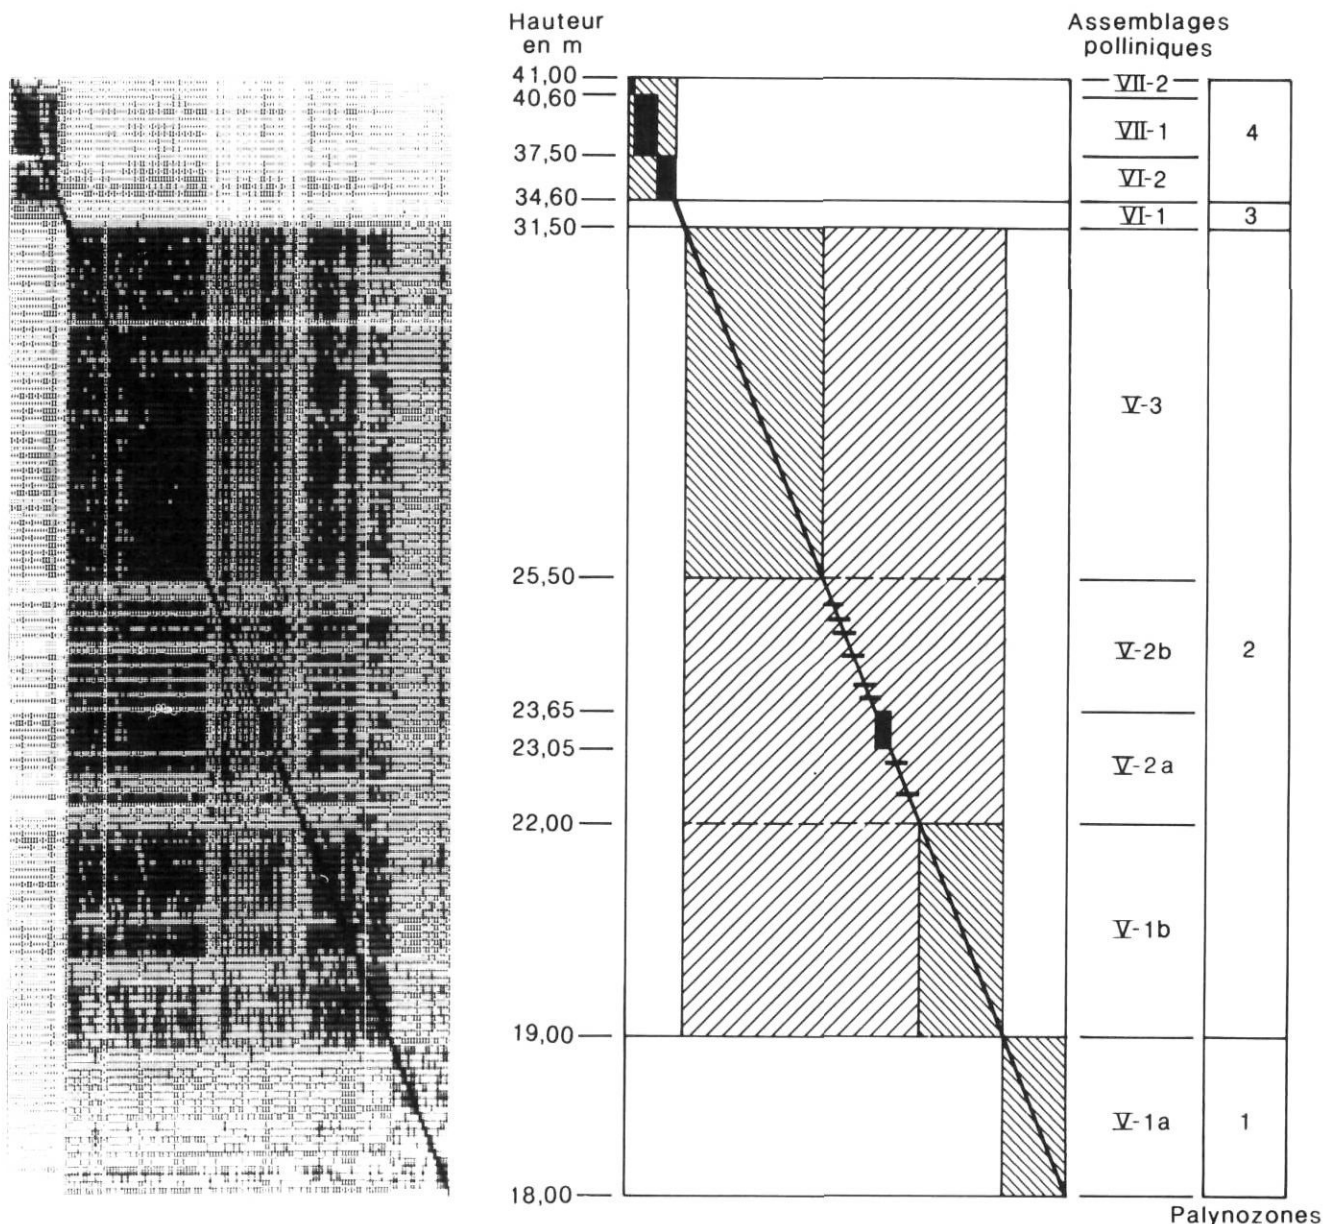 Hauteur
en m
Assemblages
polliniques
41,00
VII-2
40,60
VII-1
4
37,50
VI-2
34,60
VI-1
3
31,50
V-3
25,50
V-2b
2
23,65
23,05
V-2a
22,00
V-1b
19,00
V-1a
1
18,00
Palynozones